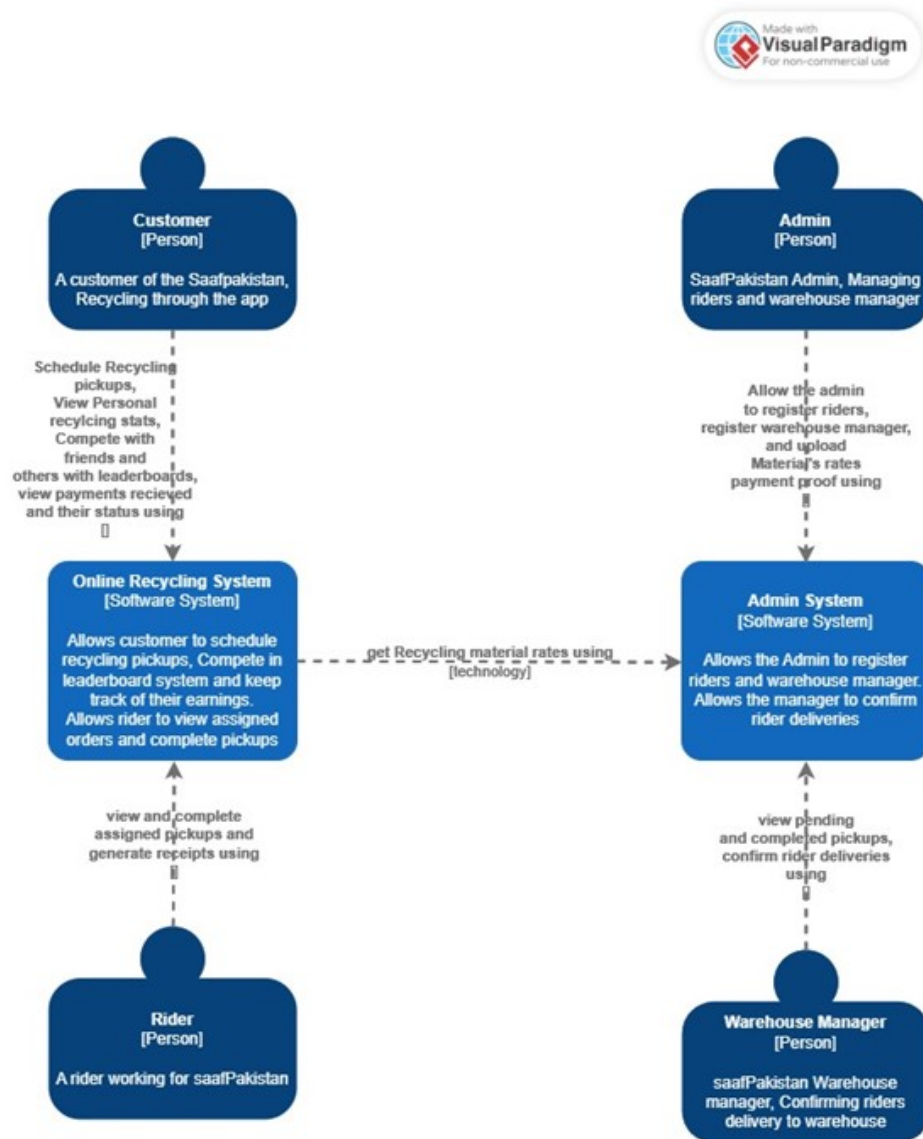 Made with
Visual Paradigm
For non-commercial use
Customer
[Person]
A customer of the Saafpakistan,
Recycling through the app
Admin
[Person]
SaafPakistan Admin, Managing
riders and warehouse manager
Schedule Recycling
pickups,
View Personal
recylcing stats,
Compete with
friends and
others with leaderboards,
view payments recieved
and their status using
[]
Allow the admin
to register riders,
register warehouse manager,
and upload
Material's rates
payment proof using
[]
Online Recycling System
[Software System]
Allows customer to schedule
recycling pickups, Compete in
leaderboard system and keep
track of their earnings.
Allows rider to view assigned
orders and complete pickups
get Recycling material rates using
[technology]
Admin System
[Software System]
Allows the Admin to register
riders and warehouse manager.
Allows the manager to confirm
rider deliveries
view and complete
assigned pickups and
generate receipts using
[]
view pending
and completed pickups,
confirm rider deliveries
using
[]
Rider
[Person]
A rider working for saafPakistan
Warehouse Manager
[Person]
saafPakistan Warehouse
manager, Confirming riders
delivery to warehouse